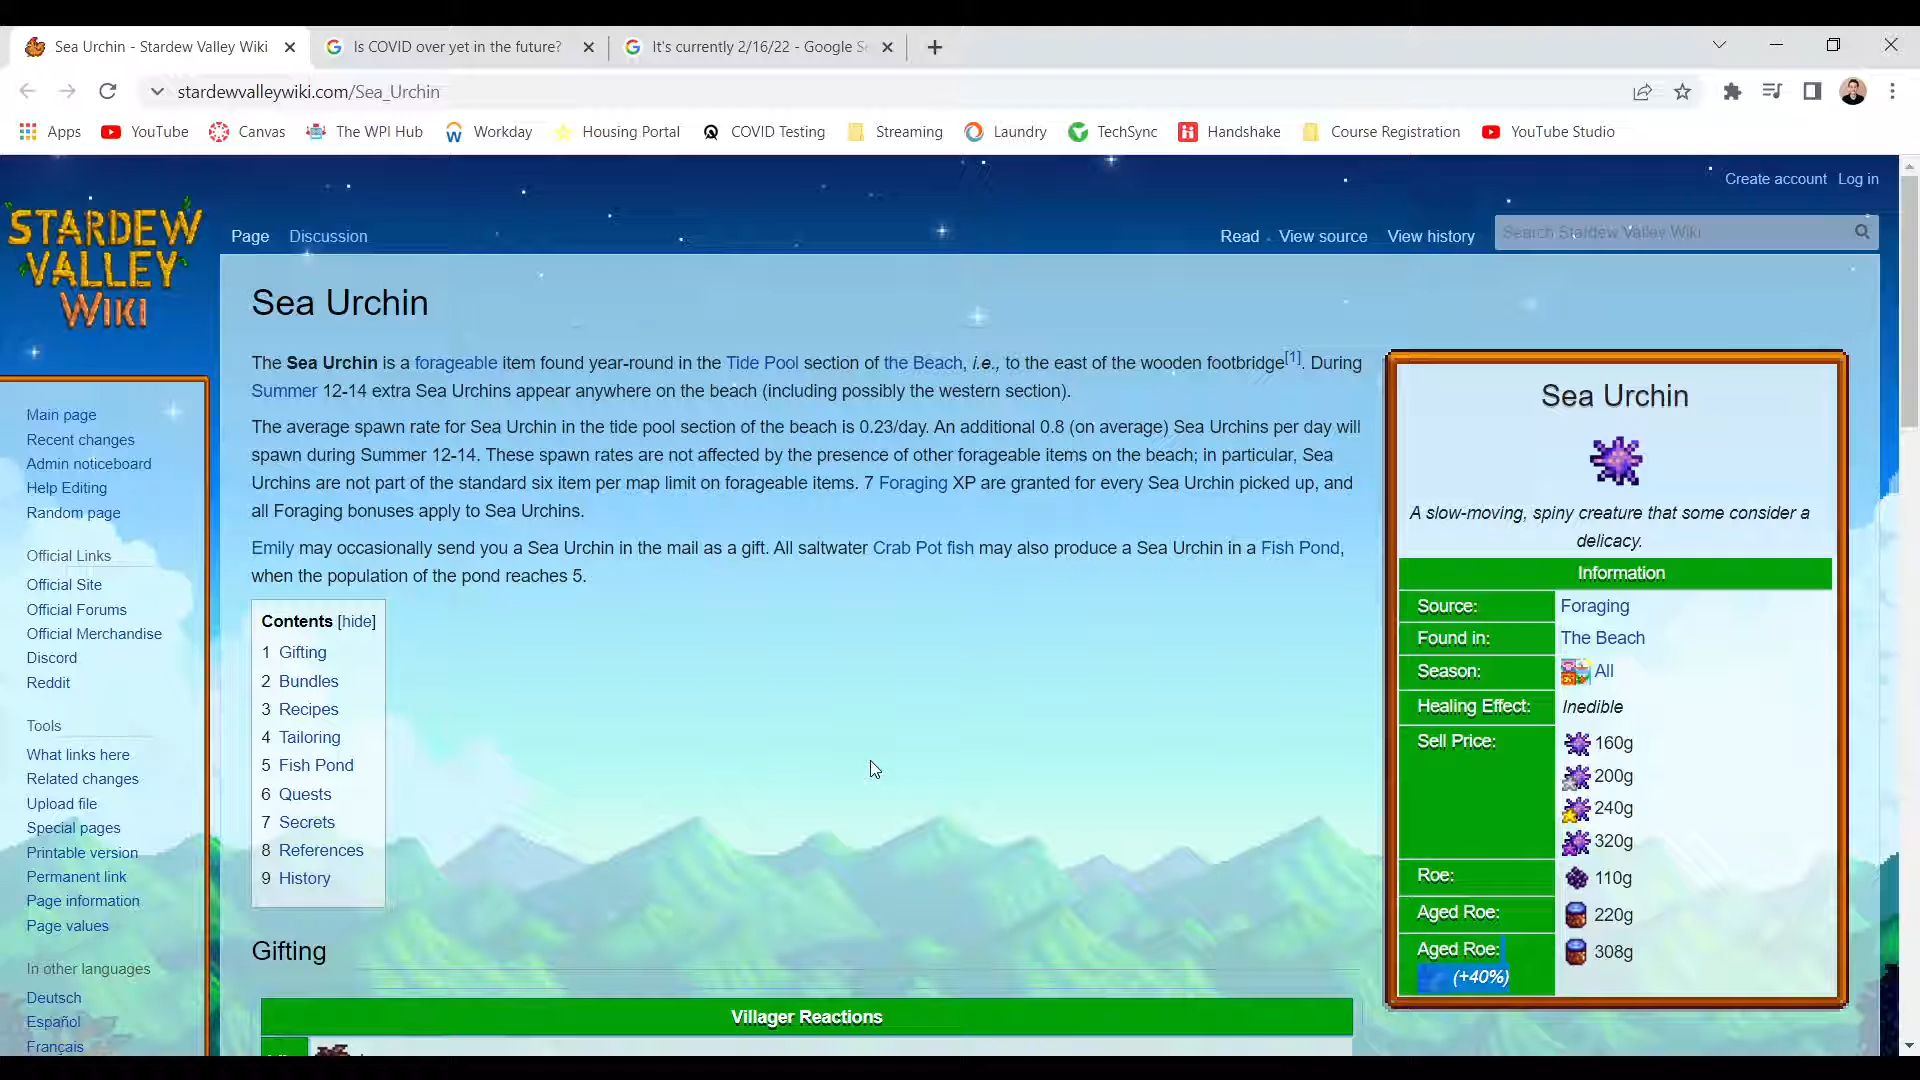 Sea Urchin - Stardew Valley Wiki
Is COVID over yet in the future?
It's currently 2/16/22 - Google Se
stardewvalleywiki.com/Sea_Urchin
Apps YouTube Canvas The WPI Hub Workday Housing Portal COVID Testing Streaming Laundry TechSync Handshake Course Registration YouTube Studio
Create account Log in
STARDEW
VALLEY
WIKI
Page Discussion Read View source View history Search Stardew Valley Wiki
Main page
Recent changes
Admin noticeboard
Help Editing
Random page
Official Links
Official Site
Official Forums
Official Merchandise
Discord
Reddit
Tools
What links here
Related changes
Upload file
Special pages
Printable version
Permanent link
Page information
Page values
In other languages
Deutsch
Español
Français
Sea Urchin
The Sea Urchin is a forageable item found year-round in the Tide Pool section of the Beach, i.e., to the east of the wooden footbridge[1]. During
Summer 12-14 extra Sea Urchins appear anywhere on the beach (including possibly the western section).
The average spawn rate for Sea Urchin in the tide pool section of the beach is 0.23/day. An additional 0.8 (on average) Sea Urchins per day will
spawn during Summer 12-14. These spawn rates are not affected by the presence of other forageable items on the beach; in particular, Sea
Urchins are not part of the standard six item per map limit on forageable items. 7 Foraging XP are granted for every Sea Urchin picked up, and
all Foraging bonuses apply to Sea Urchins.
Emily may occasionally send you a Sea Urchin in the mail as a gift. All saltwater Crab Pot fish may also produce a Sea Urchin in a Fish Pond,
when the population of the pond reaches 5.
Contents [hide]
1 Gifting
2 Bundles
3 Recipes
4 Tailoring
5 Fish Pond
6 Quests
7 Secrets
8 References
9 History
Gifting
Villager Reactions
Sea Urchin
A slow-moving, spiny creature that some consider a
delicacy.
Information
Source: Foraging
Found in: The Beach
Season: All
Healing Effect: Inedible
Sell Price: 160g
200g
240g
320g
Roe: 110g
Aged Roe: 220g
Aged Roe: 308g
(+40%)